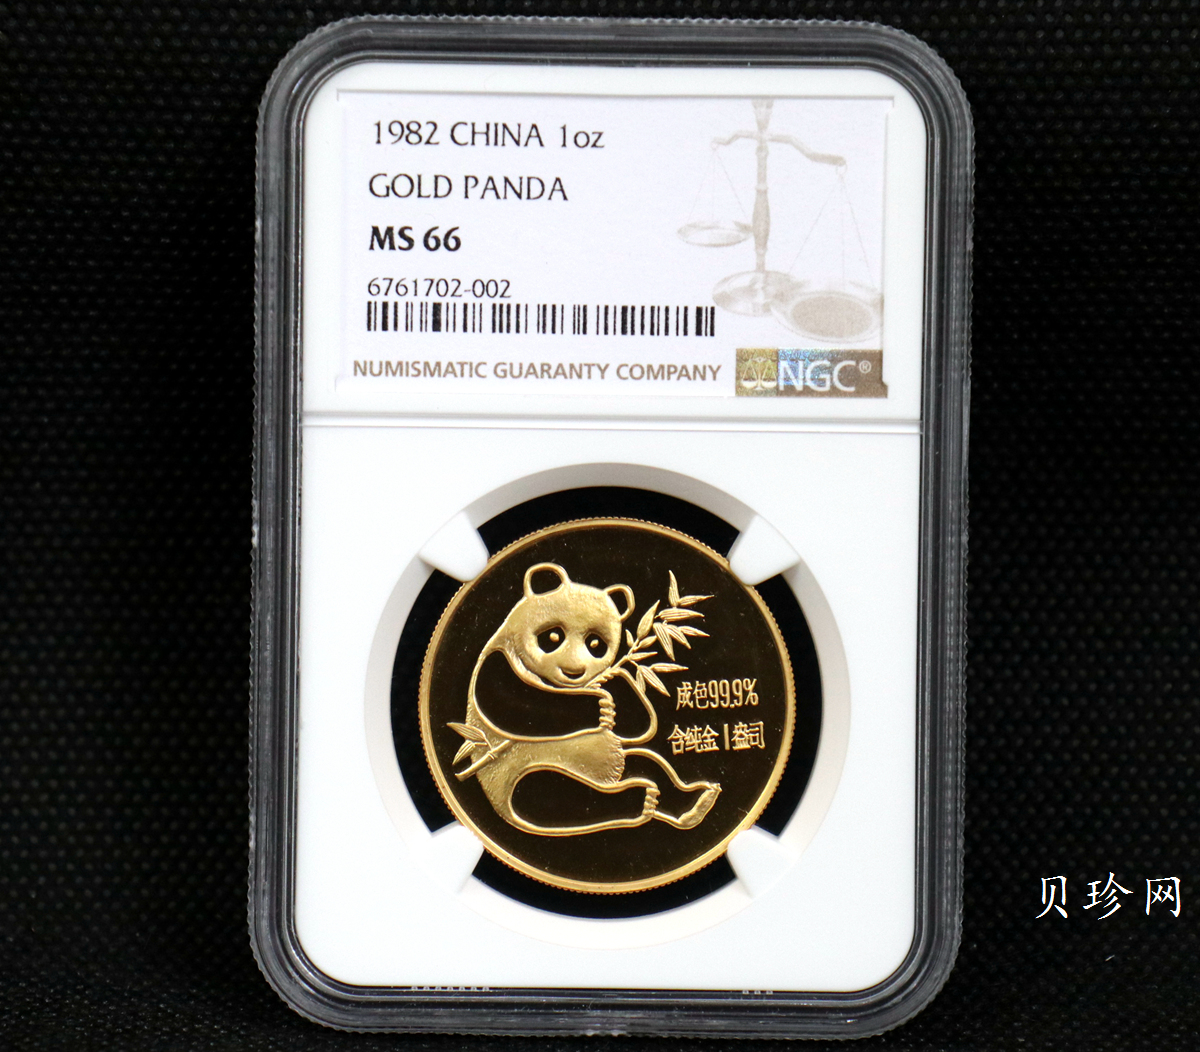 1982 CHINA 1oz
GOLD PANDA
MS 66
6761702-002
NUMISMATIC GUARANTY COMPANY
NGC®
成色99.9%
含纯金1盎司
贝珍网